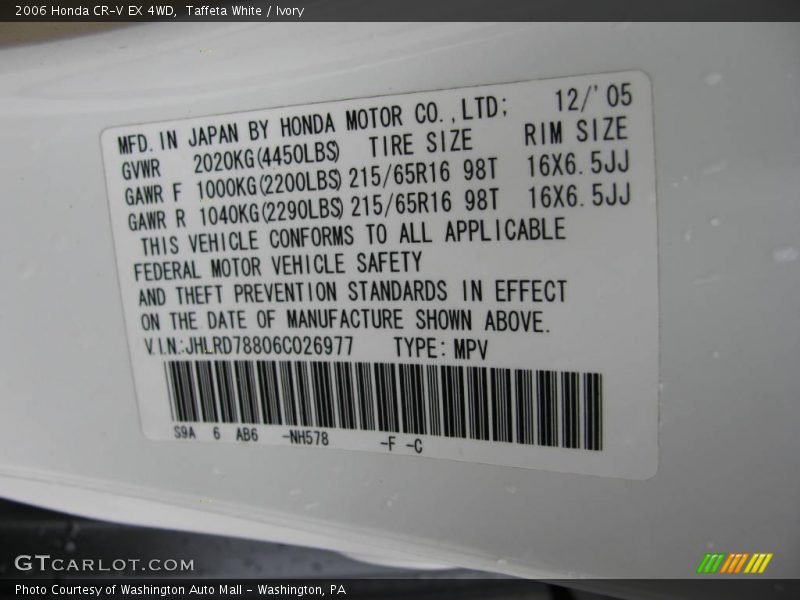 2006 Honda CR-V EX 4WD, Taffeta White / Ivory
MFD. IN JAPAN BY HONDA MOTOR CO.,LTD; 12/'05
GVWR 2020KG(4450LBS) TIRE SIZE RIM SIZE
GAWR F 1000KG(2200LBS) 215/65R16 98T 16X6.5JJ
GAWR R 1040KG(2290LBS) 215/65R16 98T 16X6.5JJ
THIS VEHICLE CONFORMS TO ALL APPLICABLE
FEDERAL MOTOR VEHICLE SAFETY
AND THEFT PREVENTION STANDARDS IN EFFECT
ON THE DATE OF MANUFACTURE SHOWN ABOVE.
V.I.N.:JHLRD78806C026977 TYPE: MPV
S9A 6 AB6 -NH578 -F -C
GTCARLOT.COM
Photo Courtesy of Washington Auto Mall - Washington, PA